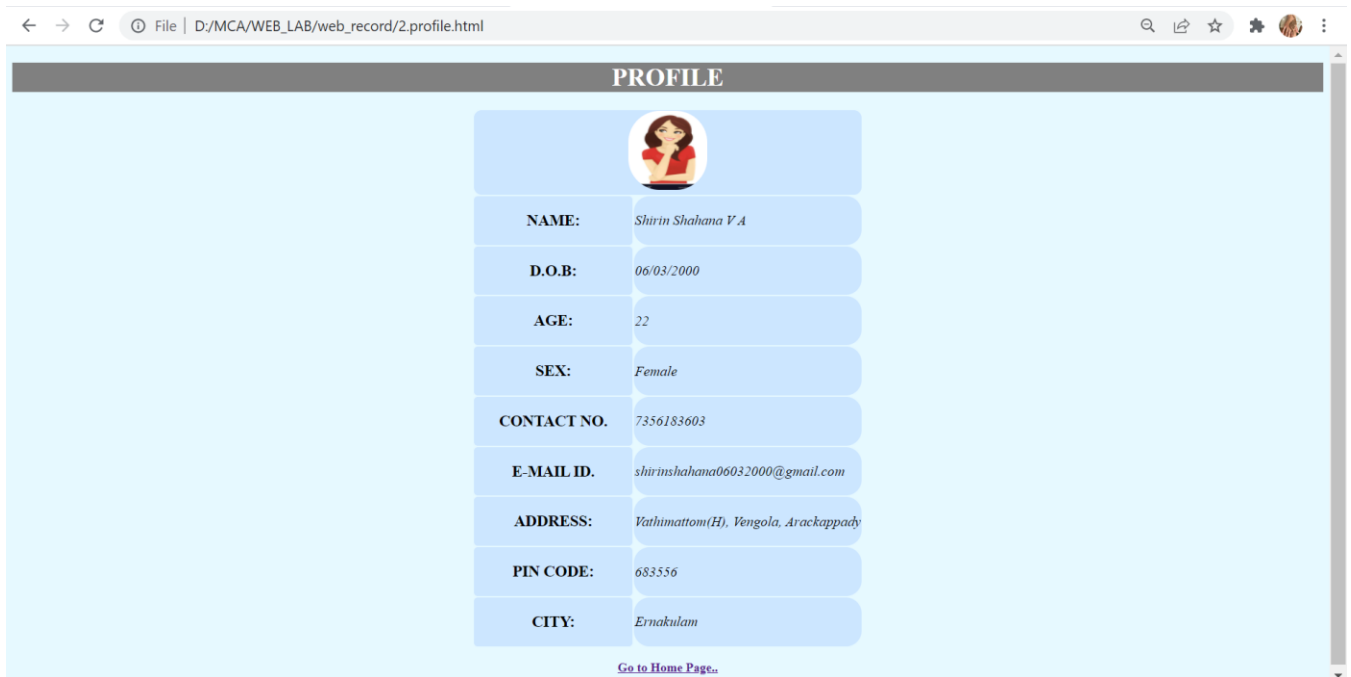 File | D:/MCA/WEB_LAB/web_record/2.profile.html
PROFILE
NAME: Shirin Shahana V A
D.O.B: 06/03/2000
AGE: 22
SEX: Female
CONTACT NO. 7356183603
E-MAIL ID. shirinshahana06032000@gmail.com
ADDRESS: Vathimattom(H), Vengola, Arackappady
PIN CODE: 683556
CITY: Ernakulam
Go to Home Page..